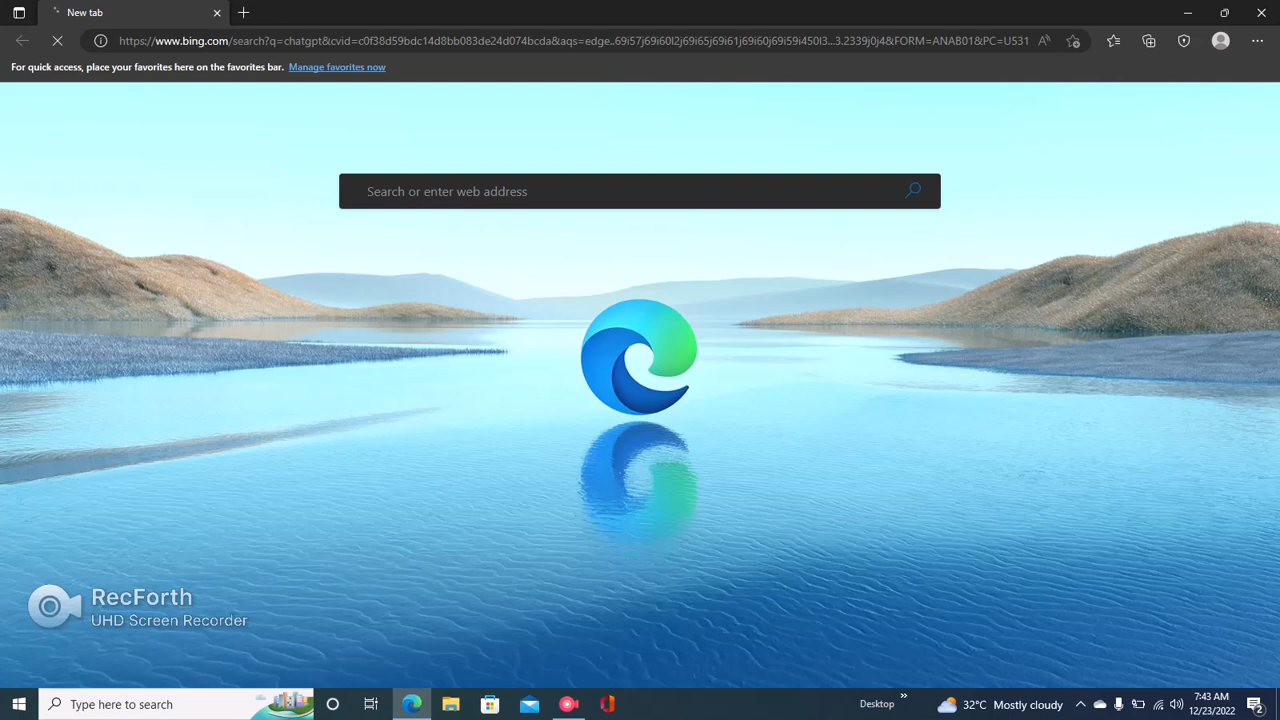 New tab
https://www.bing.com/search?q=chatgpt&cvid=c0f38d59bdc14d8bb083de24d074bcda&aqs=edge..69i57j69i60l2j69i65j69i61j69i60j69i59i450l3...3.2339j0j4&FORM=ANAB01&PC=U531
For quick access, place your favorites here on the favorites bar. Manage favorites now
Search or enter web address
RecForth
UHD Screen Recorder
Type here to search
Desktop
32°C Mostly cloudy
7:43 AM
12/23/2022
2